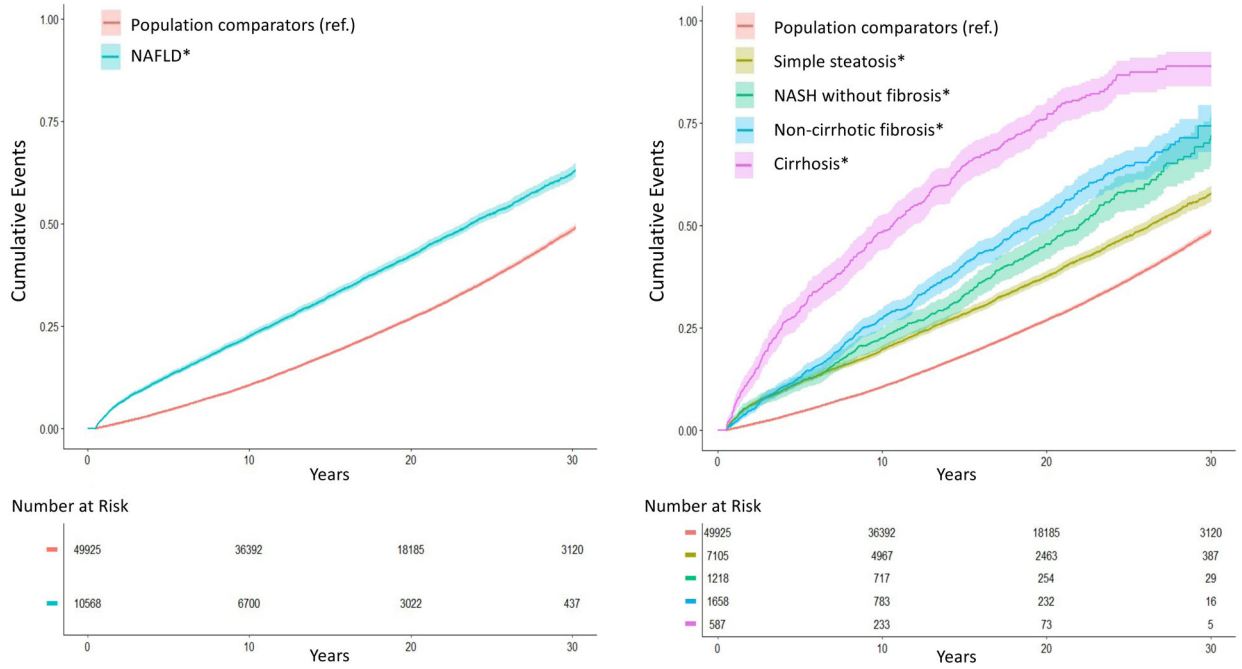 1.00
Population comparators (ref.)
NAFLD*
0.75
0.50
0.25
0.00
Cumulative Events
0 10 20 30
Years
Number at Risk
49925 36392 18185 3120
10568 6700 3022 437
0 10 20 30
Years
1.00
Population comparators (ref.)
Simple steatosis*
NASH without fibrosis*
Non-cirrhotic fibrosis*
Cirrhosis*
0.75
0.50
0.25
0.00
Cumulative Events
0 10 20 30
Years
Number at Risk
49925 36392 18185 3120
7105 4967 2463 387
1218 717 254 29
1658 783 232 16
587 233 73 5
0 10 20 30
Years